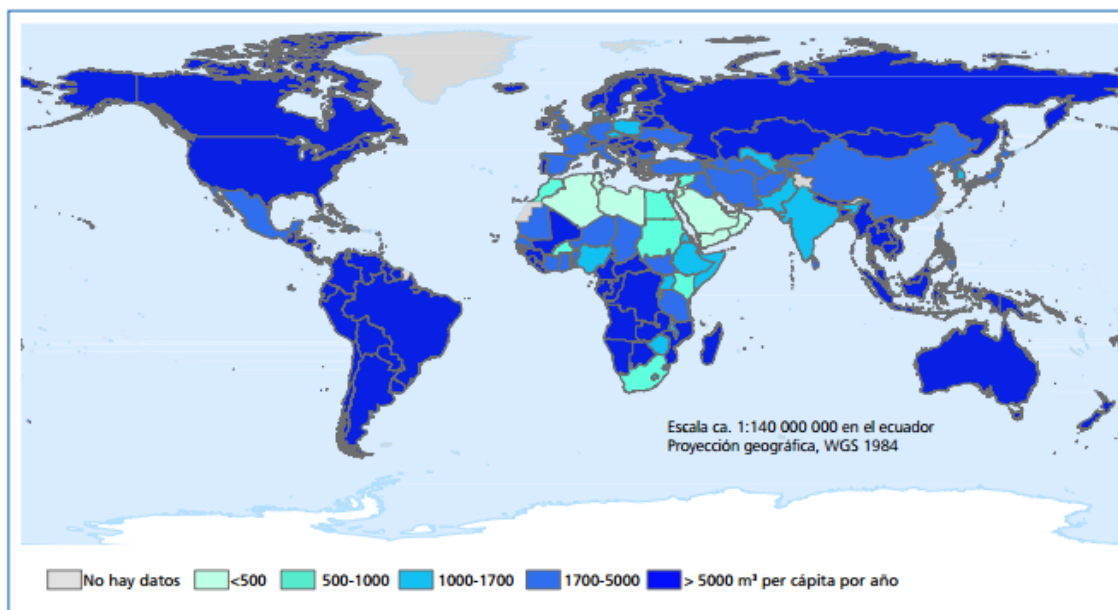 Escala ca. 1:140 000 000 en el ecuador
Proyección geográfica, WGS 1984
No hay datos <500 500-1000 1000-1700 1700-5000 > 5000 m³ per cápita por año